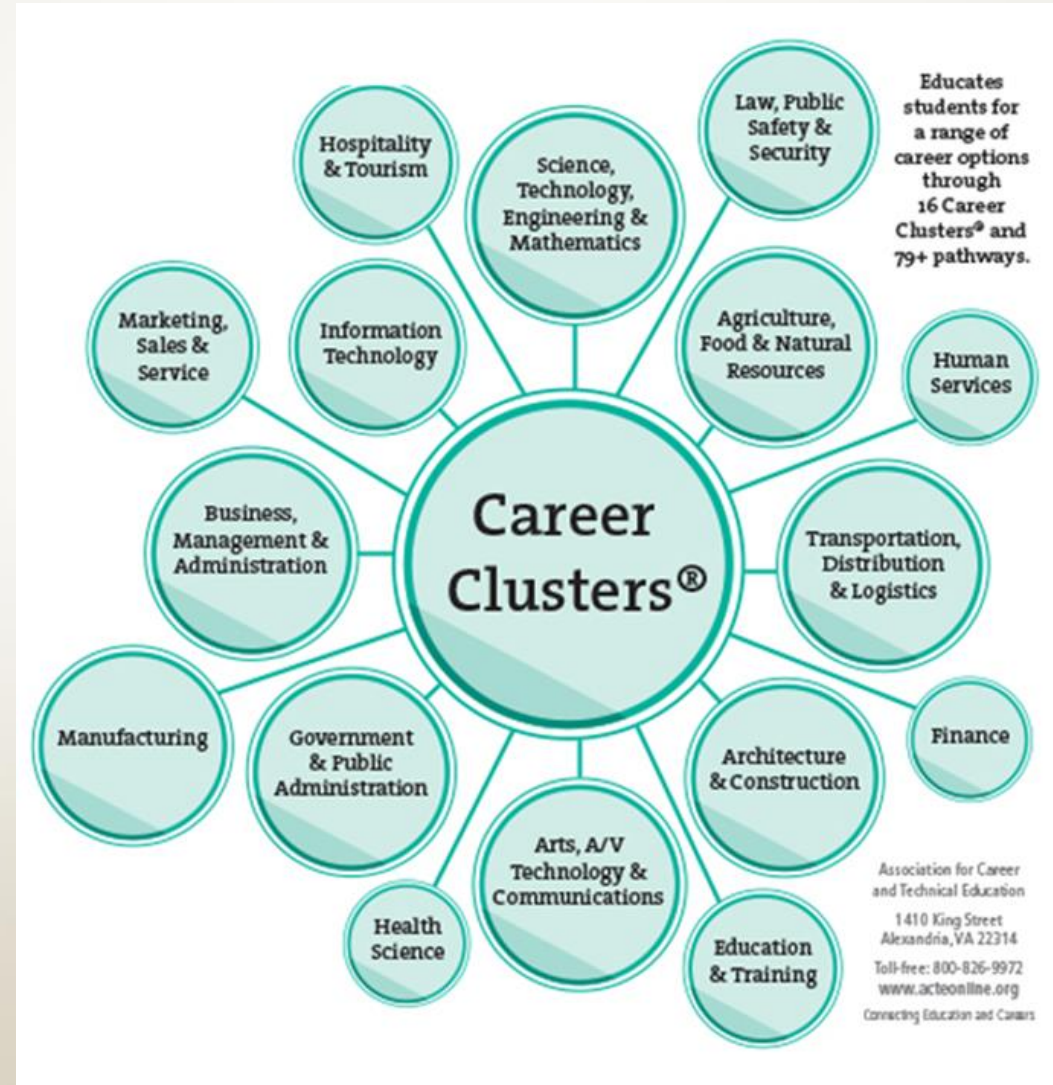 Hospitality
& Tourism
Science,
Technology,
Engineering &
Mathematics
Law, Public
Safety &
Security
Educates
students for
a range of
career options
through
16 Career
Clusters® and
79+ pathways.
Marketing,
Sales &
Service
Information
Technology
Agriculture,
Food & Natural
Resources
Human
Services
Business,
Management &
Administration
Career
Clusters®
Transportation,
Distribution
& Logistics
Manufacturing
Government
& Public
Administration
Architecture
& Construction
Finance
Health
Science
Arts, A/V
Technology &
Communications
Education
& Training
Association for Career
and Technical Education
1410 King Street
Alexandria, VA 22314
Toll-free: 800-826-9972
www.acteonline.org
Connecting Education and Careers